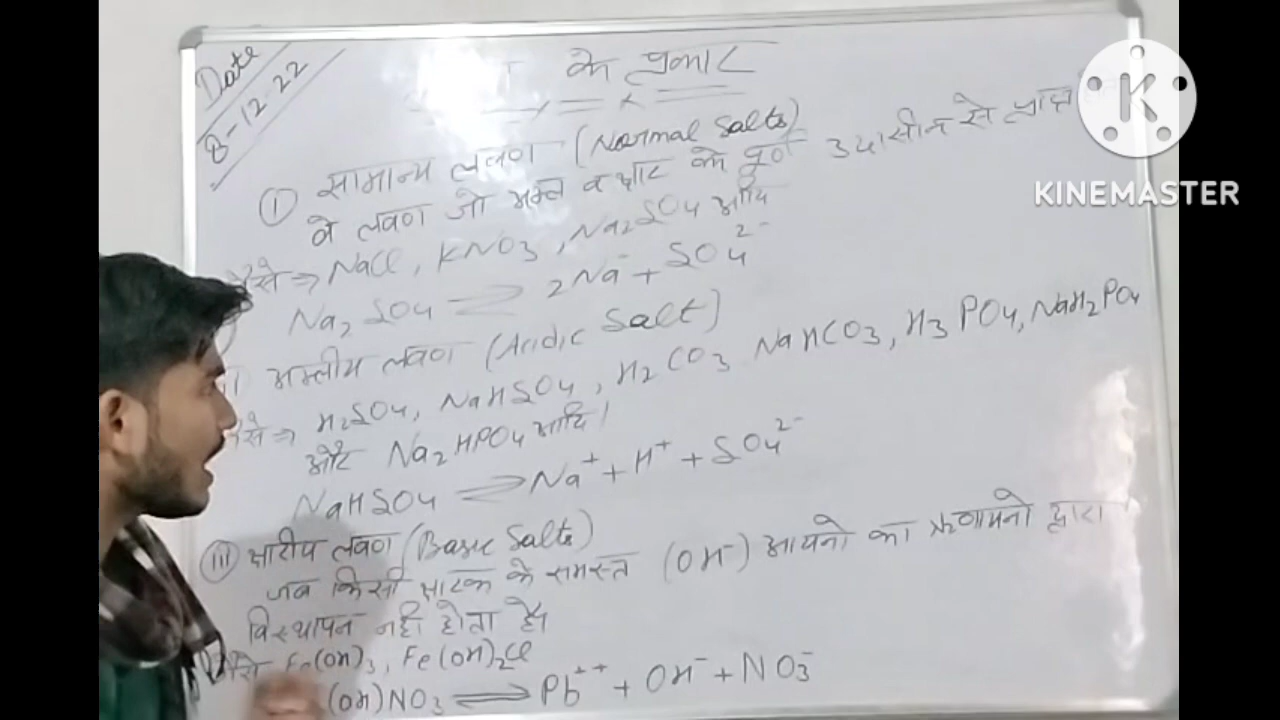 Date
8-12-22
के प्रकार
① सामान्य लवण (Normal Salts)
वे लवण जो अम्ल व क्षार के पूर्ण उदासीन से प्राप्त
जैसे ⇒ NaCl, KNO3, Na2SO4 आदि
Na2SO4 ⇌ 2Na + SO4 2-
अम्लीय लवण (Acidic Salt)
⇒ H2SO4, NaHSO4, H2CO3 NaHCO3, H3PO4, NaH2PO4
और Na2HPO4 आदि।
NaHSO4 ⇌ Na+ + H+ + SO4 2-
III क्षारीय लवण (Basic Salts)
जब किसी क्षारक के समस्त (OH-) आयनो का ऋणायनो द्वारा
विस्थापन नही होता है।
जैसे Fe(OH)3, Fe(OH)2Cl
(OH)NO3 ⇌ Pb++ + OH- + NO3-
K
KINEMASTER